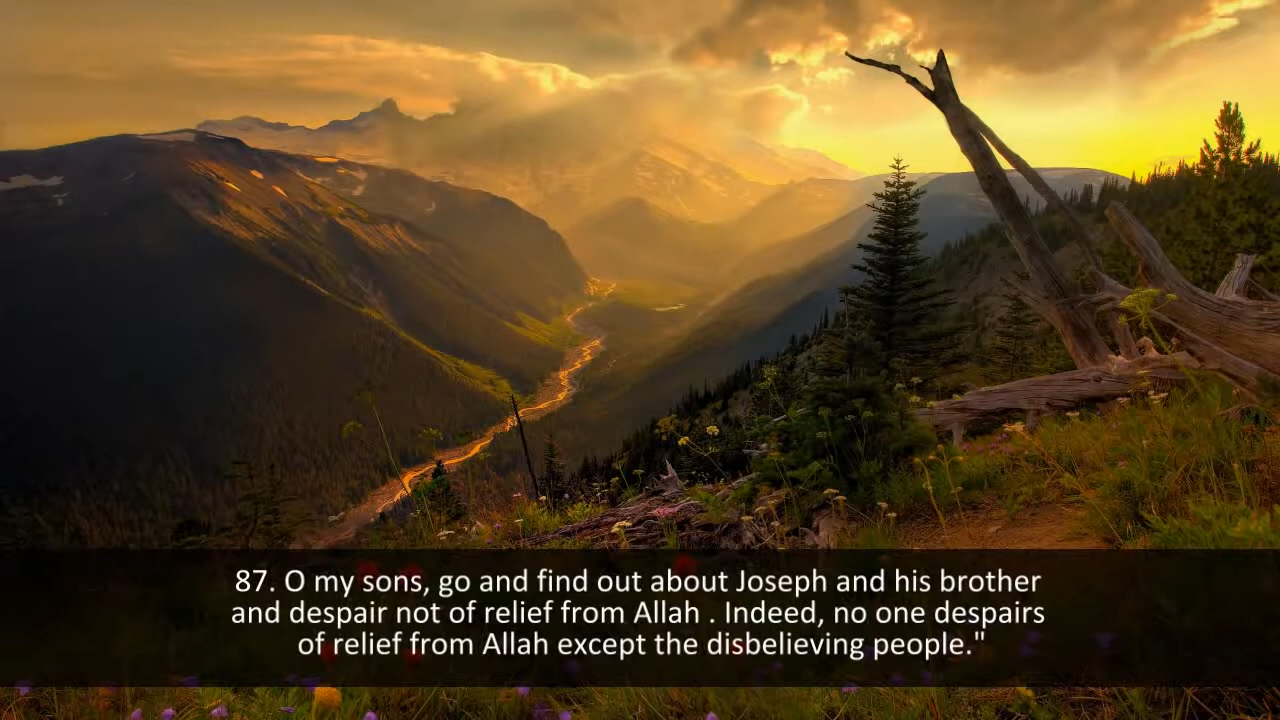 87. O my sons, go and find out about Joseph and his brother
and despair not of relief from Allah . Indeed, no one despairs
of relief from Allah except the disbelieving people."